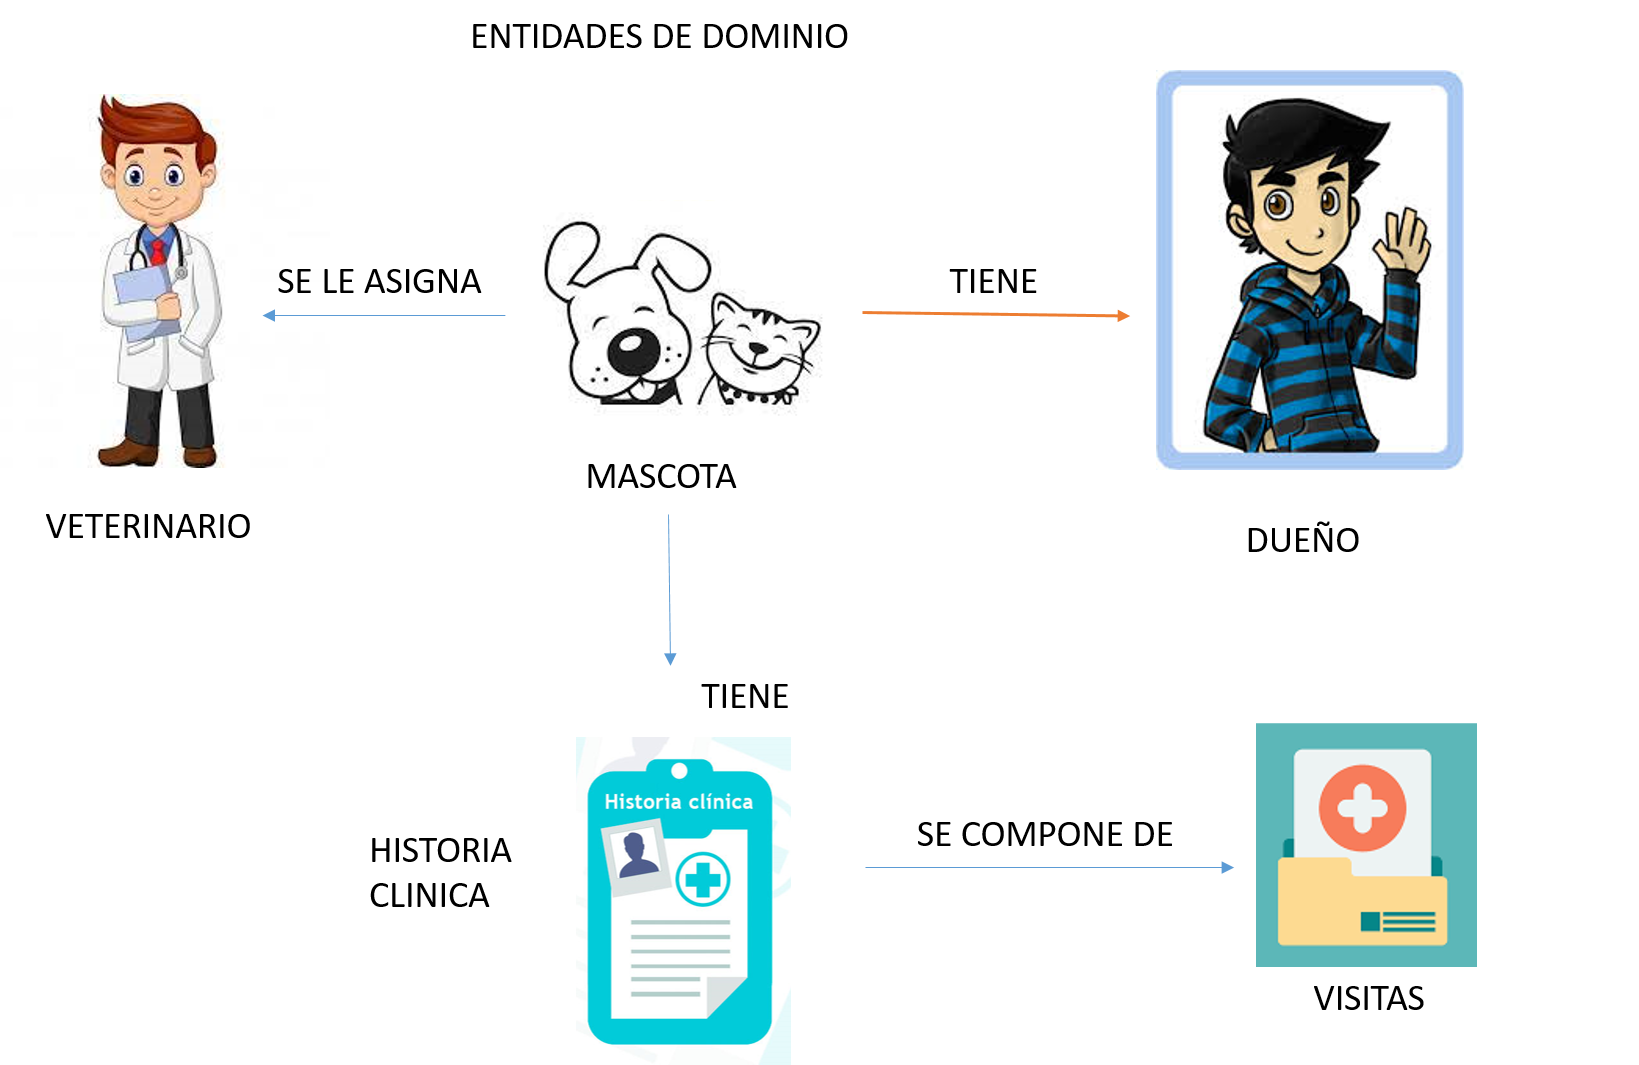 ENTIDADES DE DOMINIO
SE LE ASIGNA
TIENE
MASCOTA
VETERINARIO
DUEÑO
TIENE
Historia clínica
HISTORIA
CLINICA
SE COMPONE DE
VISITAS